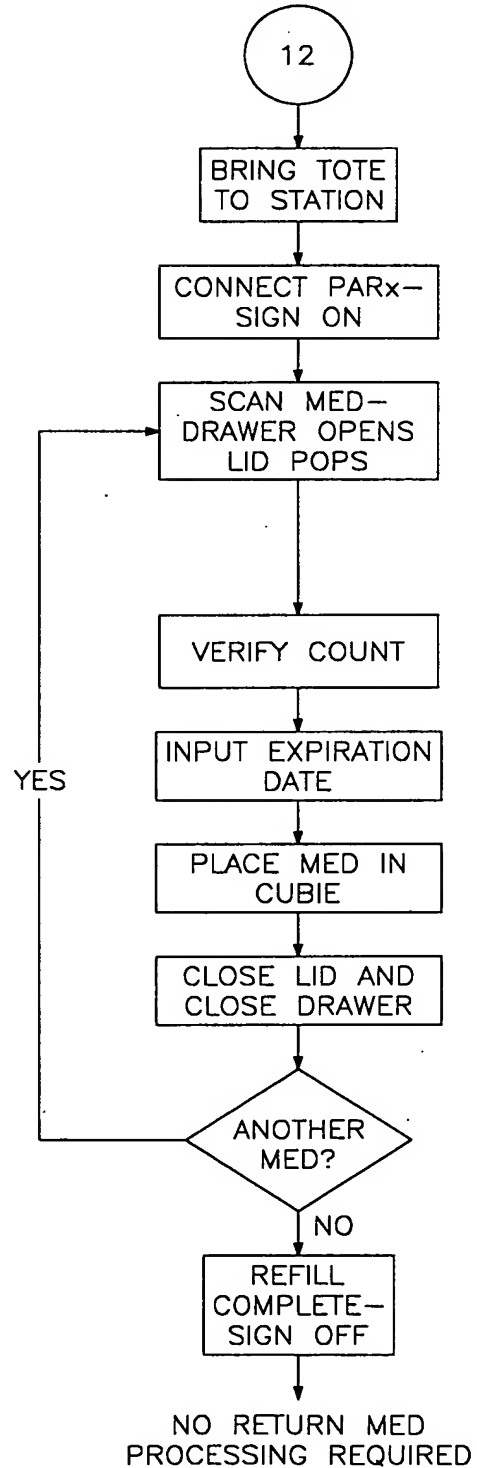 12
BRING TOTE
TO STATION
CONNECT PARx-
SIGN ON
SCAN MED-
DRAWER OPENS
LID POPS
VERIFY COUNT
INPUT EXPIRATION
DATE
YES
PLACE MED IN
CUBIE
CLOSE LID AND
CLOSE DRAWER
ANOTHER
MED?
NO
REFILL
COMPLETE-
SIGN OFF
NO RETURN MED
PROCESSING REQUIRED